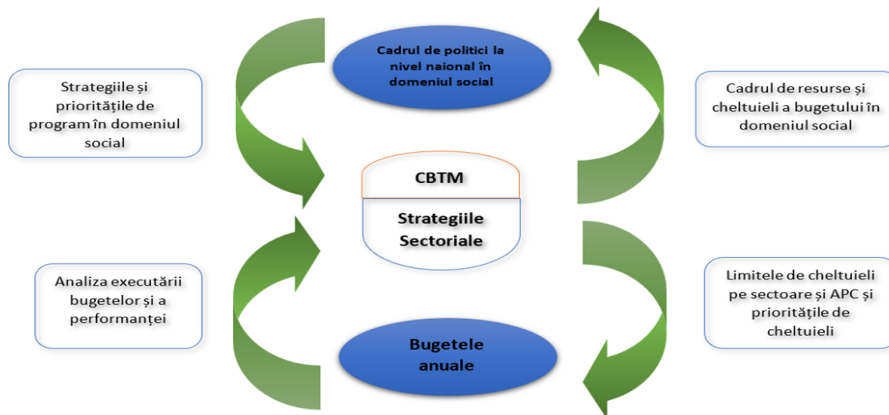 Cadrul de politici la
nivel naional în
domeniul social
Strategiile și
prioritățile de
program în domeniul
social
Cadrul de resurse și
cheltuieli a bugetului în
domeniul social
CBTM
Strategiile
Sectoriale
Analiza executării
bugetelor și a
performanței
Limitele de cheltuieli
pe sectoare și APC și
prioritățile de
cheltuieli
Bugetele
anuale